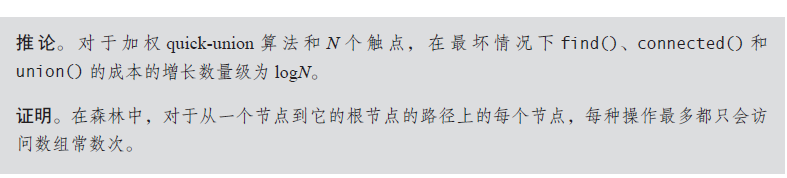 推论。对于加权 quick-union 算法和 N 个触点，在最坏情况下 find()、connected() 和
union() 的成本的增长数量级为 logN。
证明。在森林中，对于从一个节点到它的根节点的路径上的每个节点，每种操作最多都只会访
问数组常数次。